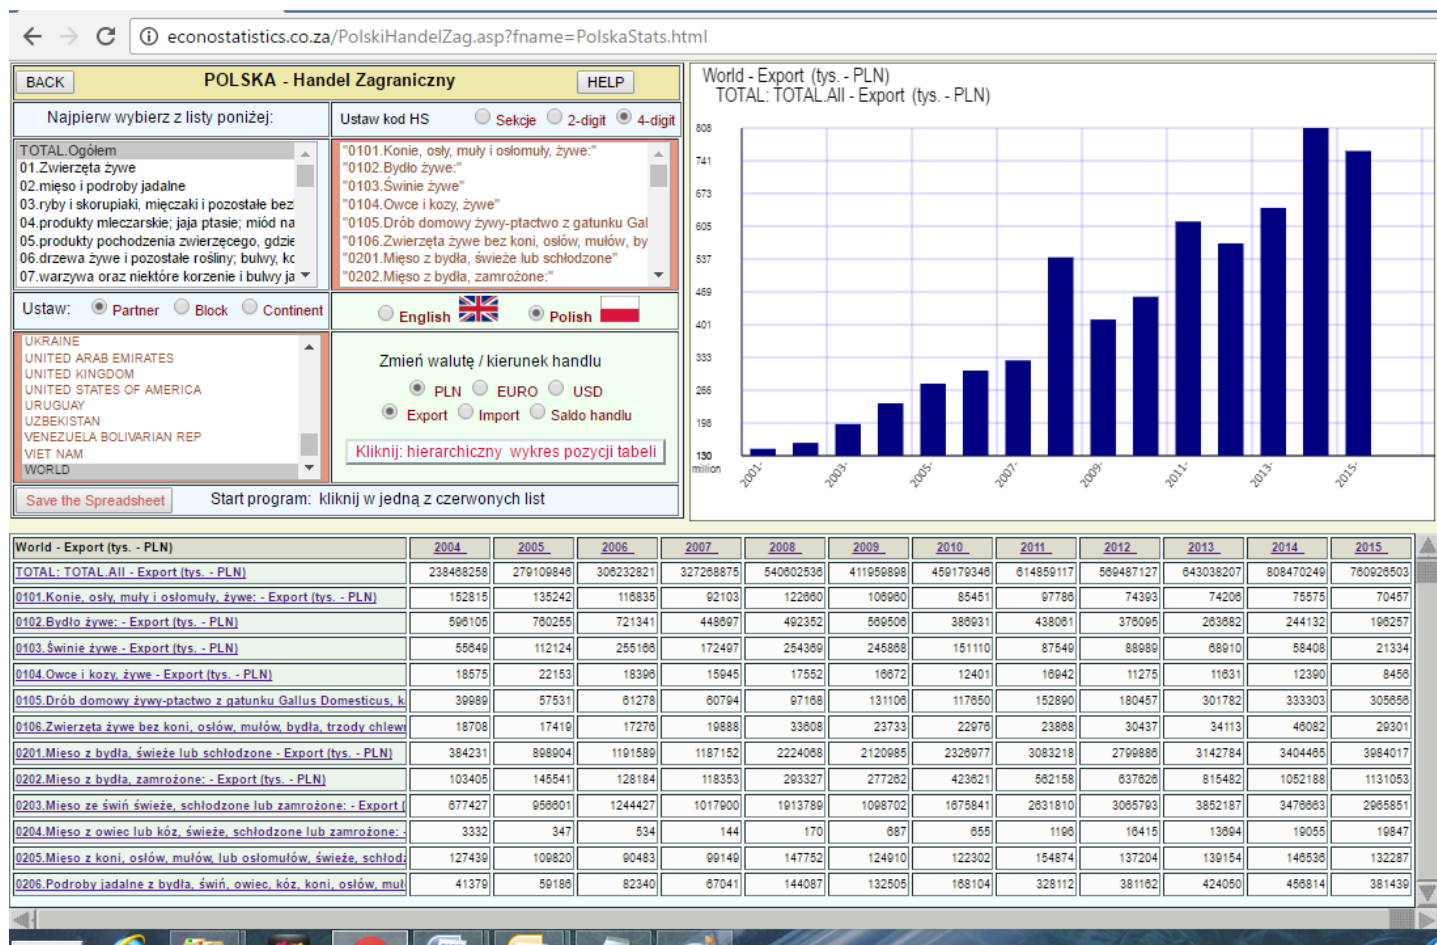 econostatistics.co.za/PolskiHandelZag.asp?fname=PolskaStats.html
BACK POLSKA - Handel Zagraniczny HELP
Najpierw wybierz z listy poniżej:
Ustaw kod HS Sekcje 2-digit 4-digit
TOTAL.Ogółem
01.Zwierzęta żywe
02.mięso i podroby jadalne
03.ryby i skorupiaki, mięczaki i pozostałe bez
04.produkty mleczarskie; jaja ptasie; miód na
05.produkty pochodzenia zwierzęcego, gdzie
06.drzewa żywe i pozostałe rośliny; bulwy, kc
07.warzywa oraz niektóre korzenie i bulwy ja
"0101.Konie, osły, muły i osłomuły, żywe:"
"0102.Bydło żywe:"
"0103.Świnie żywe"
"0104.Owce i kozy, żywe"
"0105.Drób domowy żywy-ptactwo z gatunku Gal
"0106.Zwierzęta żywe bez koni, osłów, mułów, by
"0201.Mięso z bydła, świeże lub schłodzone"
"0202.Mięso z bydła, zamrożone:"
Ustaw: Partner Block Continent
English Polish
UKRAINE
UNITED ARAB EMIRATES
UNITED KINGDOM
UNITED STATES OF AMERICA
URUGUAY
UZBEKISTAN
VENEZUELA BOLIVARIAN REP
VIET NAM
WORLD
Zmień walutę / kierunek handlu
PLN EURO USD
Export Import Saldo handlu
Kliknij: hierarchiczny wykres pozycji tabeli
Save the Spreadsheet Start program: kliknij w jedną z czerwonych list
World - Export (tys. - PLN)
TOTAL: TOTAL.All - Export (tys. - PLN)
808
741
673
605
537
469
401
333
265
198
130
million
2001- 2003- 2005- 2007- 2009- 2011- 2013- 2015-
World - Export (tys. - PLN) 2004 2005 2006 2007 2008 2009 2010 2011 2012 2013 2014 2015
TOTAL: TOTAL.All - Export (tys. - PLN) 238468258 279109846 306232821 327268875 540602536 411959898 459179346 614859117 569487127 643038207 808470249 760926503
0101.Konie, osły, muły i osłomuły, żywe: - Export (tys. - PLN) 152815 135242 116835 92103 122660 106960 85451 97786 74393 74206 75575 70457
0102.Bydło żywe: - Export (tys. - PLN) 596105 760255 721341 448697 492352 569506 386931 438061 376095 263682 244132 196257
0103.Świnie żywe - Export (tys. - PLN) 55649 112124 255166 172497 254369 245868 151110 87549 88989 68910 58408 21334
0104.Owce i kozy, żywe - Export (tys. - PLN) 18575 22153 18396 15945 17552 16672 12401 16942 11275 11631 12390 8456
0105.Drób domowy żywy-ptactwo z gatunku Gallus Domesticus, k 39989 57531 61278 60794 97168 131106 117650 152890 180457 301782 333303 305656
0106.Zwierzęta żywe bez koni, osłów, mułów, bydła, trzody chlewn 18708 17419 17276 19888 33608 23733 22976 23868 30437 34113 46082 29301
0201.Mięso z bydła, świeże lub schłodzone - Export (tys. - PLN) 384231 898904 1191589 1187152 2224068 2120985 2326977 3083218 2799886 3142784 3404465 3984017
0202.Mięso z bydła, zamrożone: - Export (tys. - PLN) 103405 145541 128184 118353 293327 277262 423621 562158 637626 815482 1052188 1131053
0203.Mięso ze świń świeże, schłodzone lub zamrożone: - Export ( 677427 956601 1244427 1017900 1913789 1098702 1675841 2631810 3065793 3852187 3476663 2965851
0204.Mięso z owiec lub kóz, świeże, schłodzone lub zamrożone: - 3332 347 534 144 170 687 655 1196 16415 13694 19055 19847
0205.Mięso z koni, osłów, mułów, lub osłomułów, świeże, schłodz 127439 109820 90483 99149 147752 124910 122302 154874 137204 139154 146536 132287
0206.Podroby jadalne z bydła, świń, owiec, kóz, koni, osłów, muł 41379 59186 82340 67041 144087 132505 168104 328112 381162 424050 456814 381439